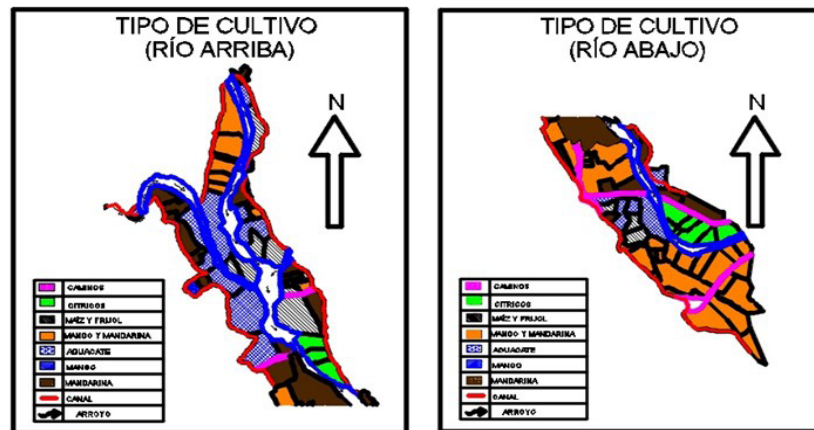 TIPO DE CULTIVO
(RÍO ARRIBA)
N
CAMINOS
CITRICOS
MAÍZ Y FRIJOL
MANGO Y MANDARINA
AGUACATE
MANGO
MANDARINA
CANAL
ARROYO
TIPO DE CULTIVO
(RÍO ABAJO)
N
CAMINOS
CITRICOS
MAÍZ Y FRIJOL
MANGO Y MANDARINA
AGUACATE
MANGO
MANDARINA
CANAL
ARROYO